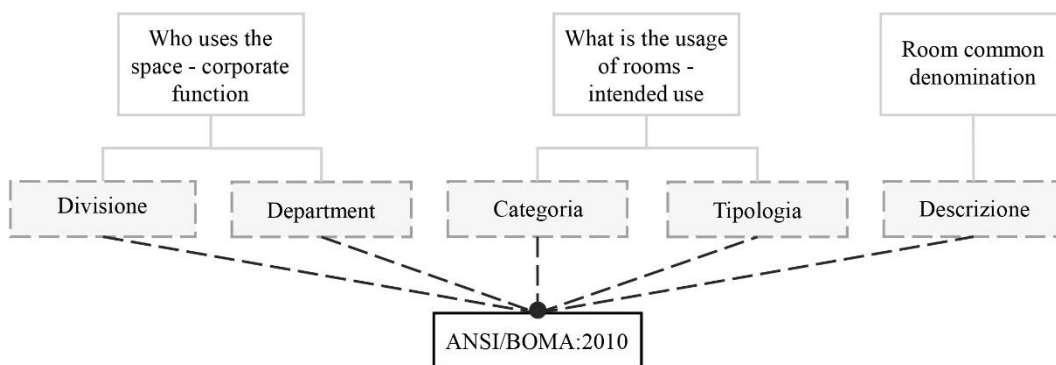 Who uses the
space - corporate
function
What is the usage
of rooms -
intended use
Room common
denomination
Divisione
Department
Categoria
Tipologia
Descrizione
ANSI/BOMA:2010